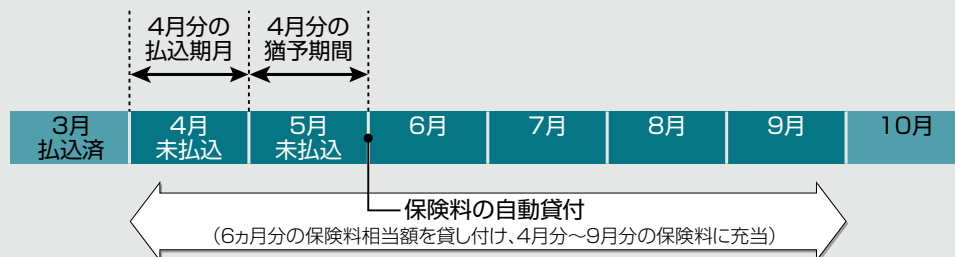 4月分の
払込期月
4月分の
猶予期間
3月
払込済
4月
未払込
5月
未払込
6月
7月
8月
9月
10月
保険料の自動貸付
（6ヵ月分の保険料相当額を貸し付け、4月分～9月分の保険料に充当）